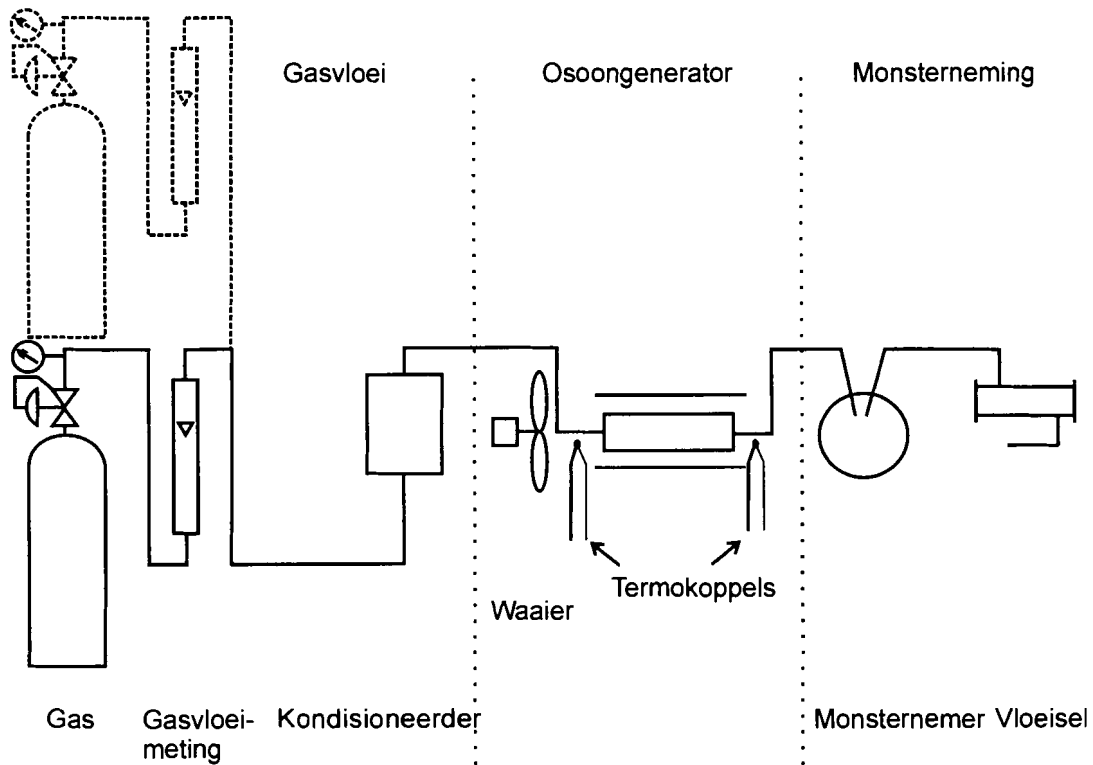 Gasvloei
Osoongenerator
Monsterneming
Termokoppels
Waaier
Gas
Gasvloei-
meting
Kondisioneerder
Monsternemer
Vloeisel